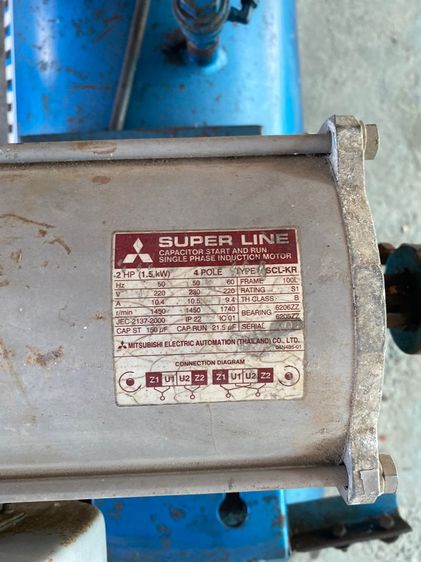 SUPER LINE
CAPACITOR START AND RUN
SINGLE PHASE INDUCTION MOTOR
2 HP (1.5 kW) 4 POLE TYPE SCL-KR
Hz 50 50 60 FRAME 100L
V 220 230 220 RATING S1
A 10.4 10.5 9.4 TH CLASS B
r/min 1450 1450 1740 BEARING 6206ZZ
JEC-2137-2000 IP 22 IC 01 6205ZZ
CAP ST 150 µF CAP RUN 21.5 µF SERIAL
MITSUBISHI ELECTRIC AUTOMATION (THAILAND) CO., LTD.
CONNECTION DIAGRAM
Z1 U1 U2 Z2 Z1 U1 U2 Z2